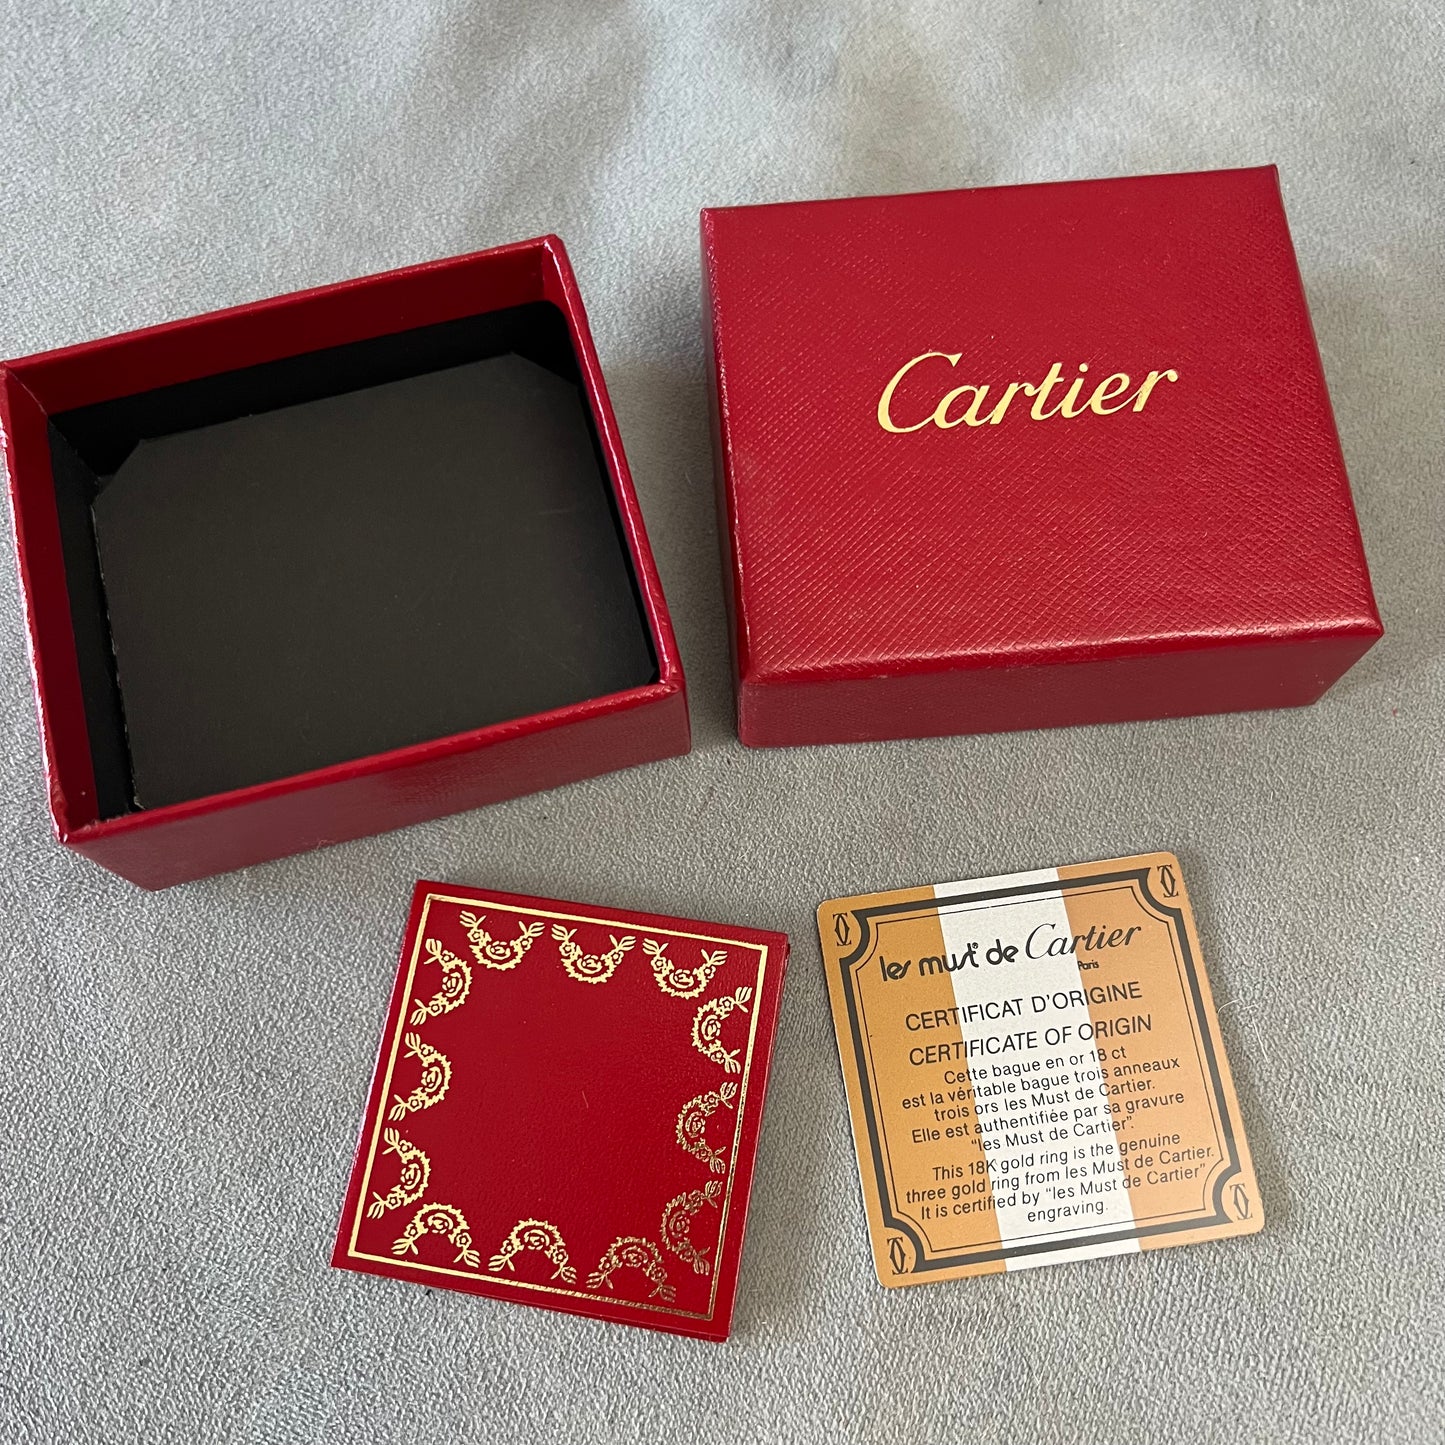 Cartier
les must de Cartier
Paris
CERTIFICAT D'ORIGINE
CERTIFICATE OF ORIGIN
Cette bague en or 18 ct
est la véritable bague trois anneaux
trois ors les Must de Cartier.
Elle est authentifiée par sa gravure
"les Must de Cartier".
This 18K gold ring is the genuine
three gold ring from les Must de Cartier.
It is certified by "les Must de Cartier"
engraving.